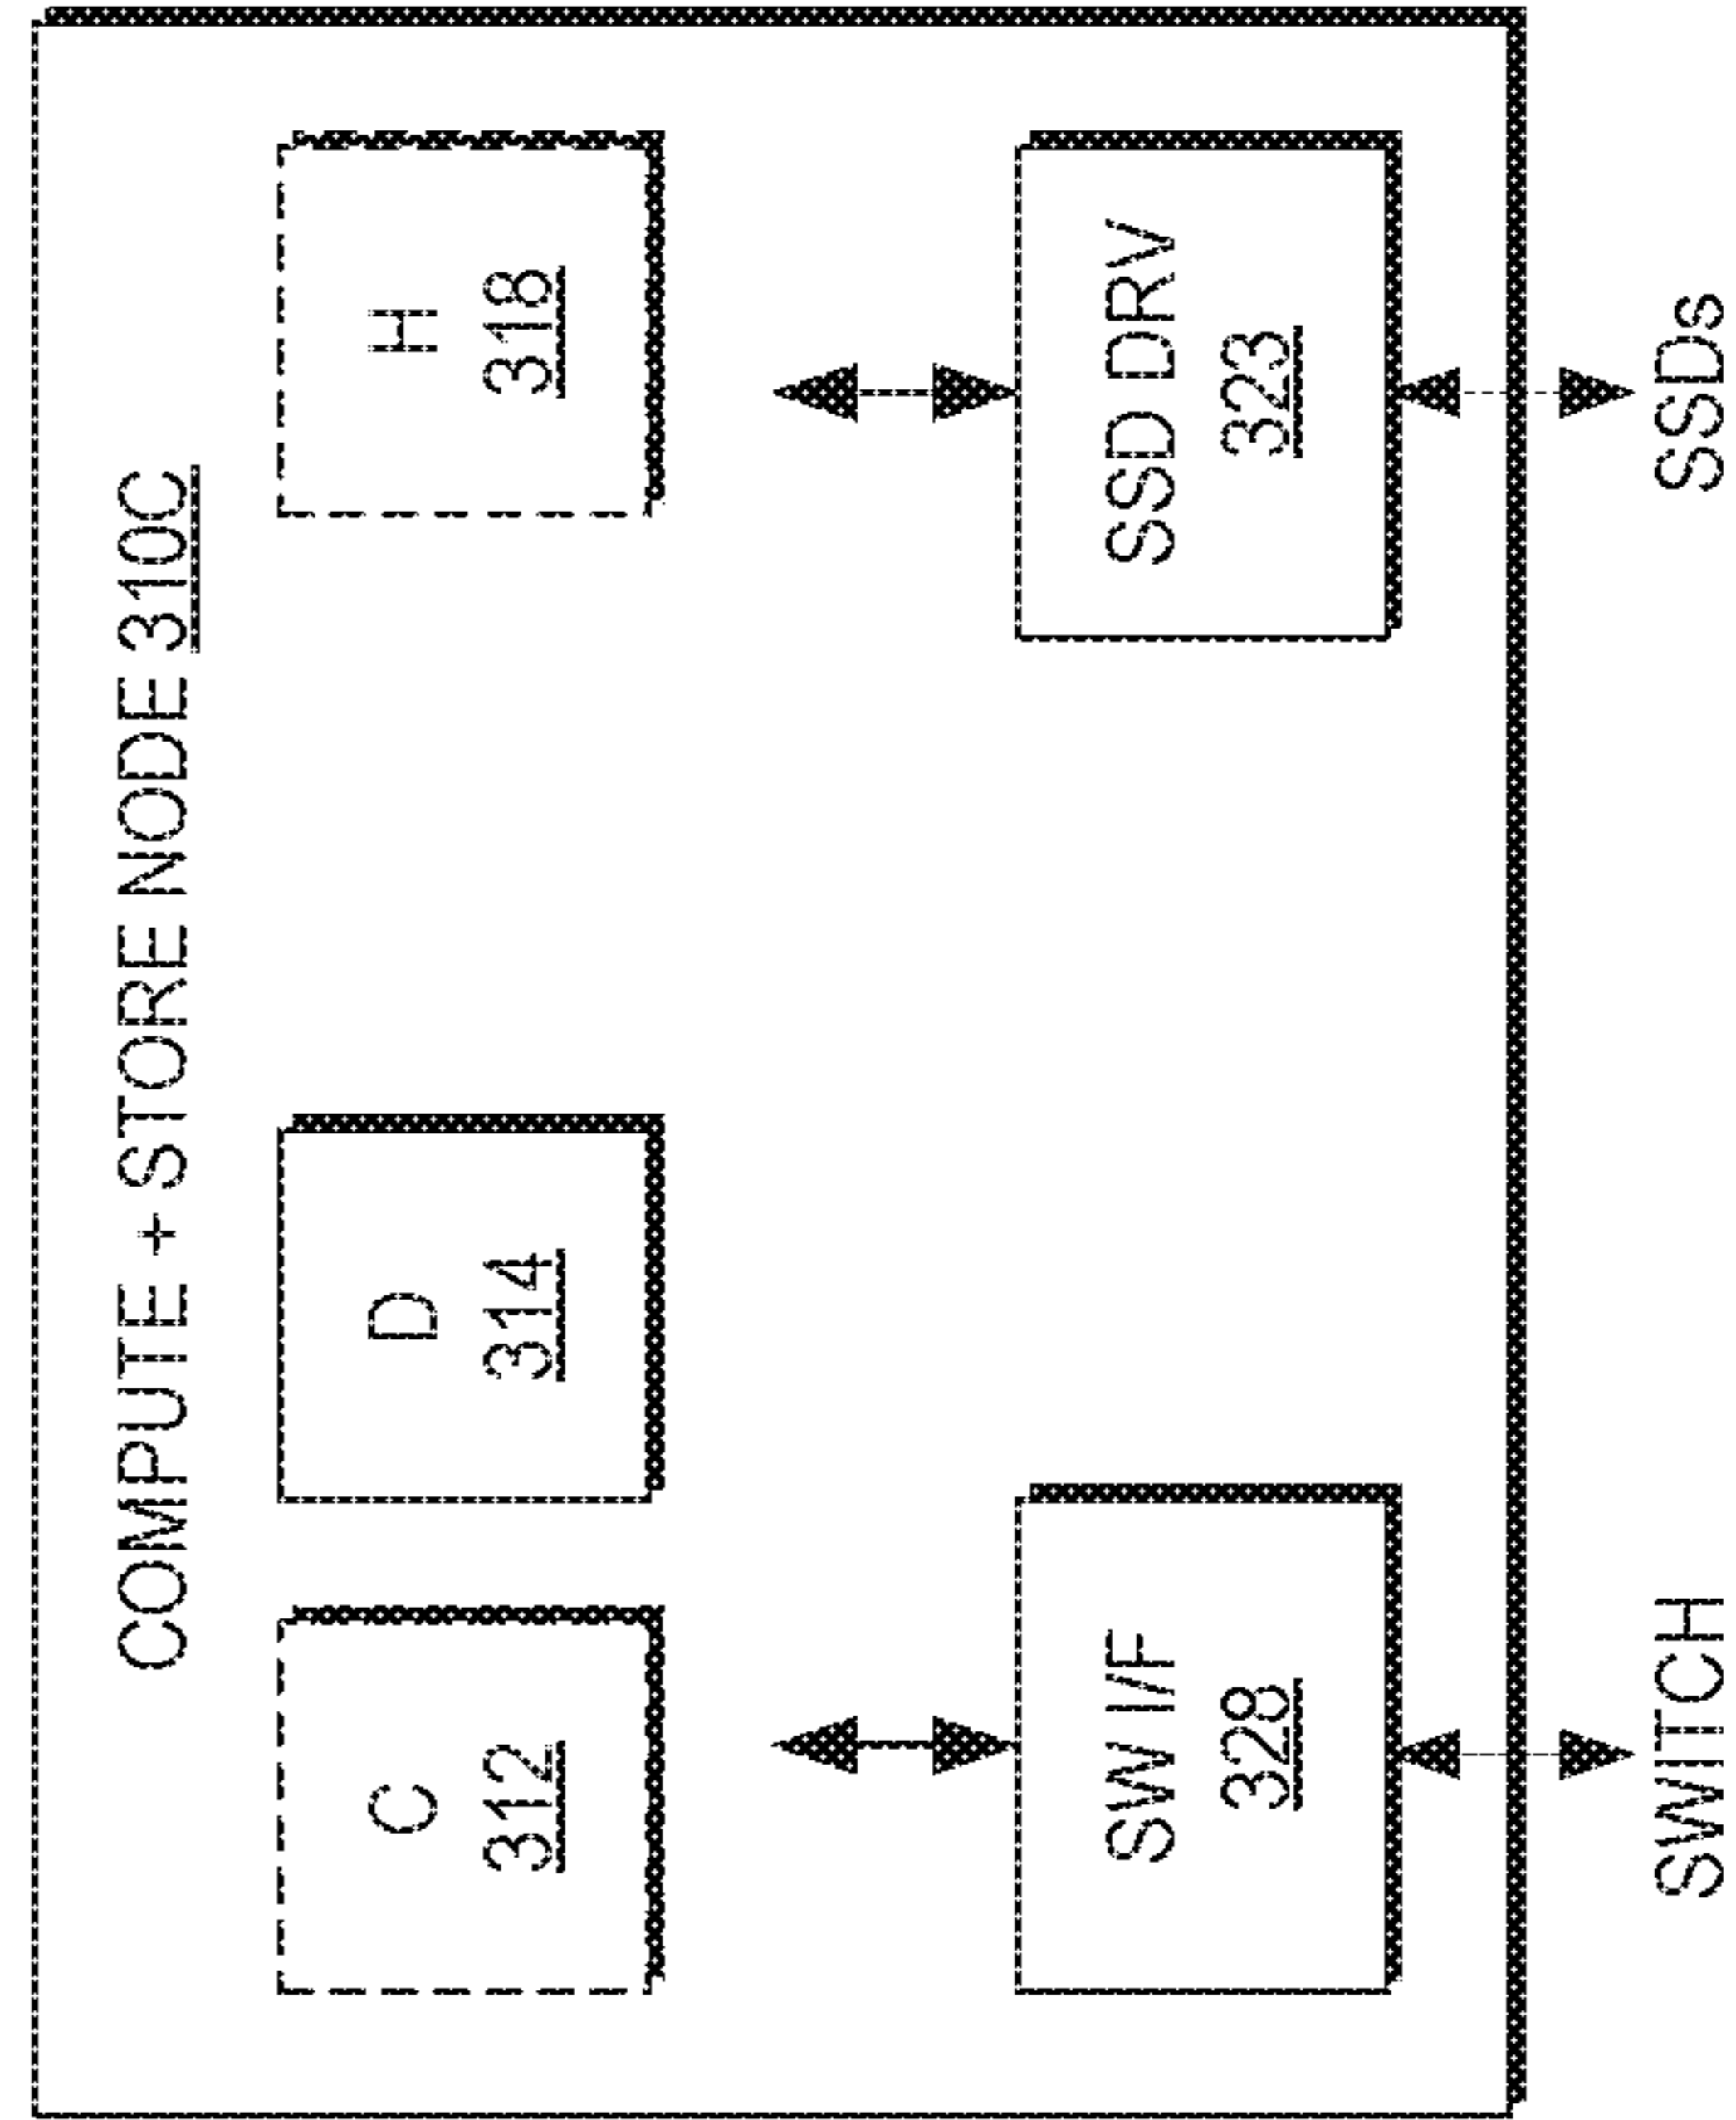 COMPUTE + STORE NODE 310C
C
312
D
314
H
318
SW I/F
328
SSD DRV
323
SWITCH
SSDs